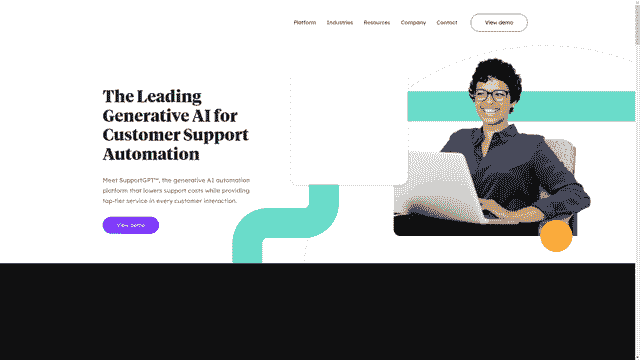 Platform Industries Resources Company Contact View demo
The Leading
Generative AI for
Customer Support
Automation
Meet SupportGPT™, the generative AI automation
platform that lowers support costs while providing
top-tier service in every customer interaction.
View demo